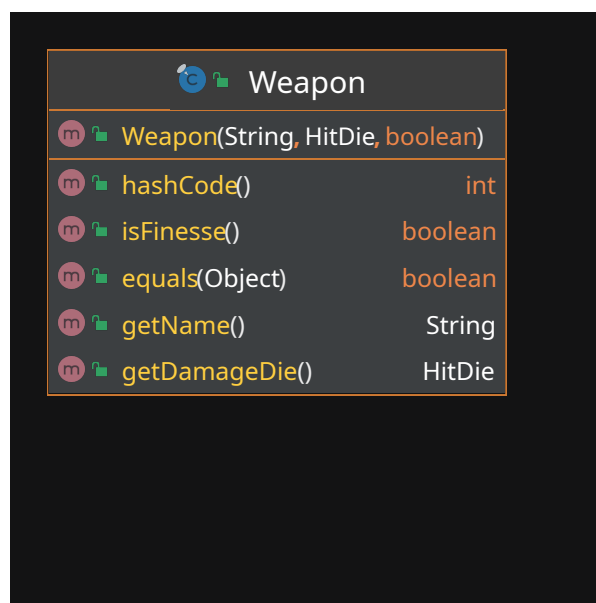 Weapon
Weapon(String, HitDie, boolean)
hashCode() int
isFinesse() boolean
equals(Object) boolean
getName() String
getDamageDie() HitDie